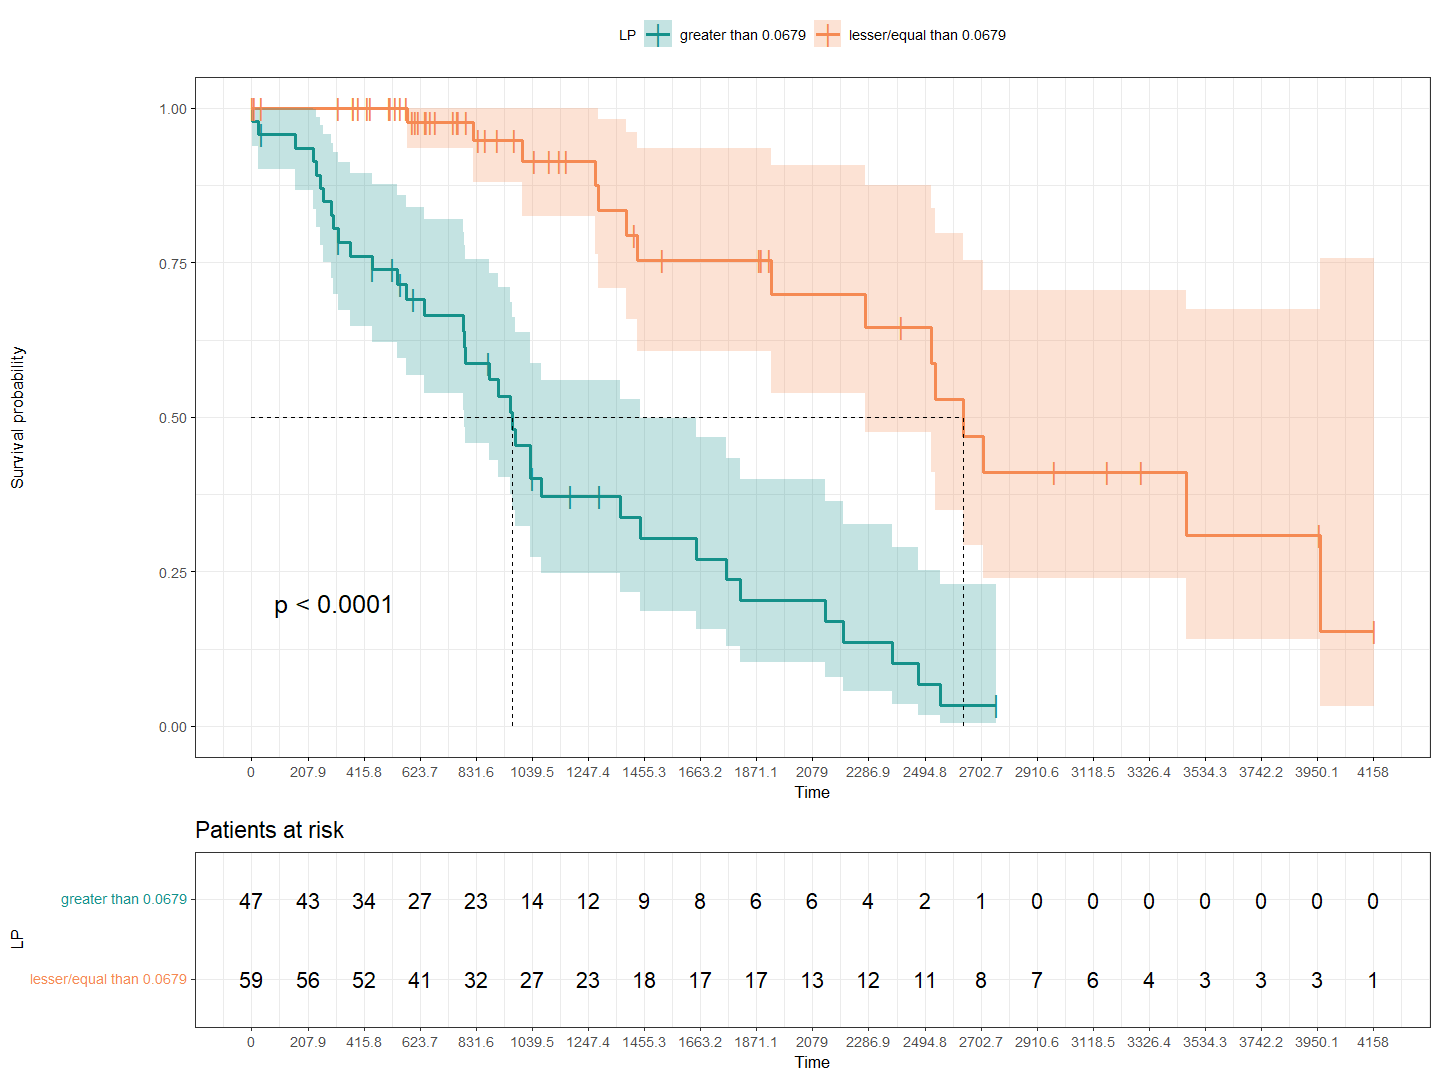 LP greater than 0.0679 lesser/equal than 0.0679
Survival probability
1.00
0.75
0.50
0.25
0.00
p < 0.0001
0 207.9 415.8 623.7 831.6 1039.5 1247.4 1455.3 1663.2 1871.1 2079 2286.9 2494.8 2702.7 2910.6 3118.5 3326.4 3534.3 3742.2 3950.1 4158
Time
Patients at risk
LP
greater than 0.0679 47 43 34 27 23 14 12 9 8 6 6 4 2 1 0 0 0 0 0 0 0
lesser/equal than 0.0679 59 56 52 41 32 27 23 18 17 17 13 12 11 8 7 6 4 3 3 3 1
0 207.9 415.8 623.7 831.6 1039.5 1247.4 1455.3 1663.2 1871.1 2079 2286.9 2494.8 2702.7 2910.6 3118.5 3326.4 3534.3 3742.2 3950.1 4158
Time